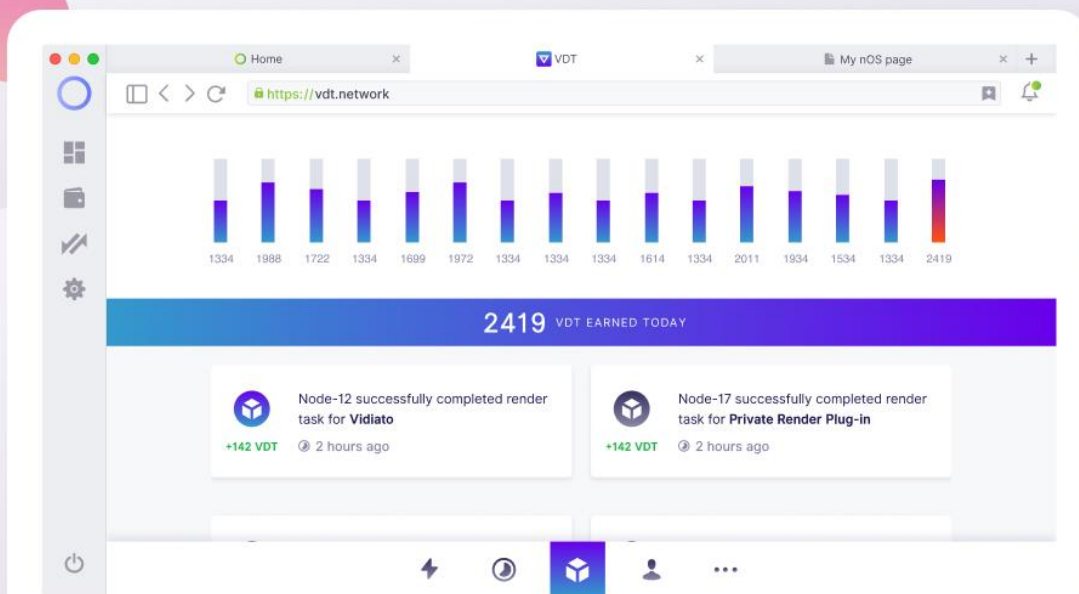 Home
VDT
My nOS page
https://vdt.network
1334 1988 1722 1334 1699 1972 1334 1334 1334 1614 1334 2011 1934 1534 1334 2419
2419 VDT EARNED TODAY
Node-12 successfully completed render
task for Vidiato
+142 VDT 2 hours ago
Node-17 successfully completed render
task for Private Render Plug-in
+142 VDT 2 hours ago